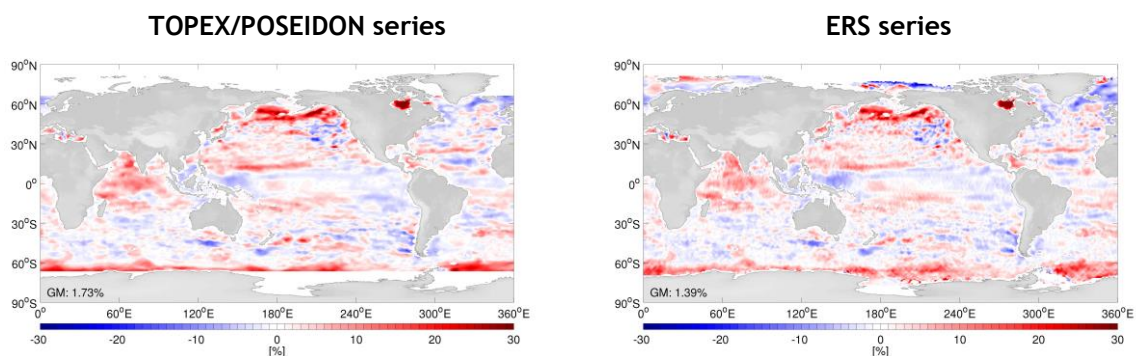 TOPEX/POSEIDON series
90°N
60°N
30°N
0°
30°S
60°S
90°S
GM: 1.73%
0° 60°E 120°E 180°E 240°E 300°E 360°E
-30 -20 -10 0 10 20 30
[%]
ERS series
90°N
60°N
30°N
0°
30°S
60°S
90°S
GM: 1.39%
0° 60°E 120°E 180°E 240°E 300°E 360°E
-30 -20 -10 0 10 20 30
[%]